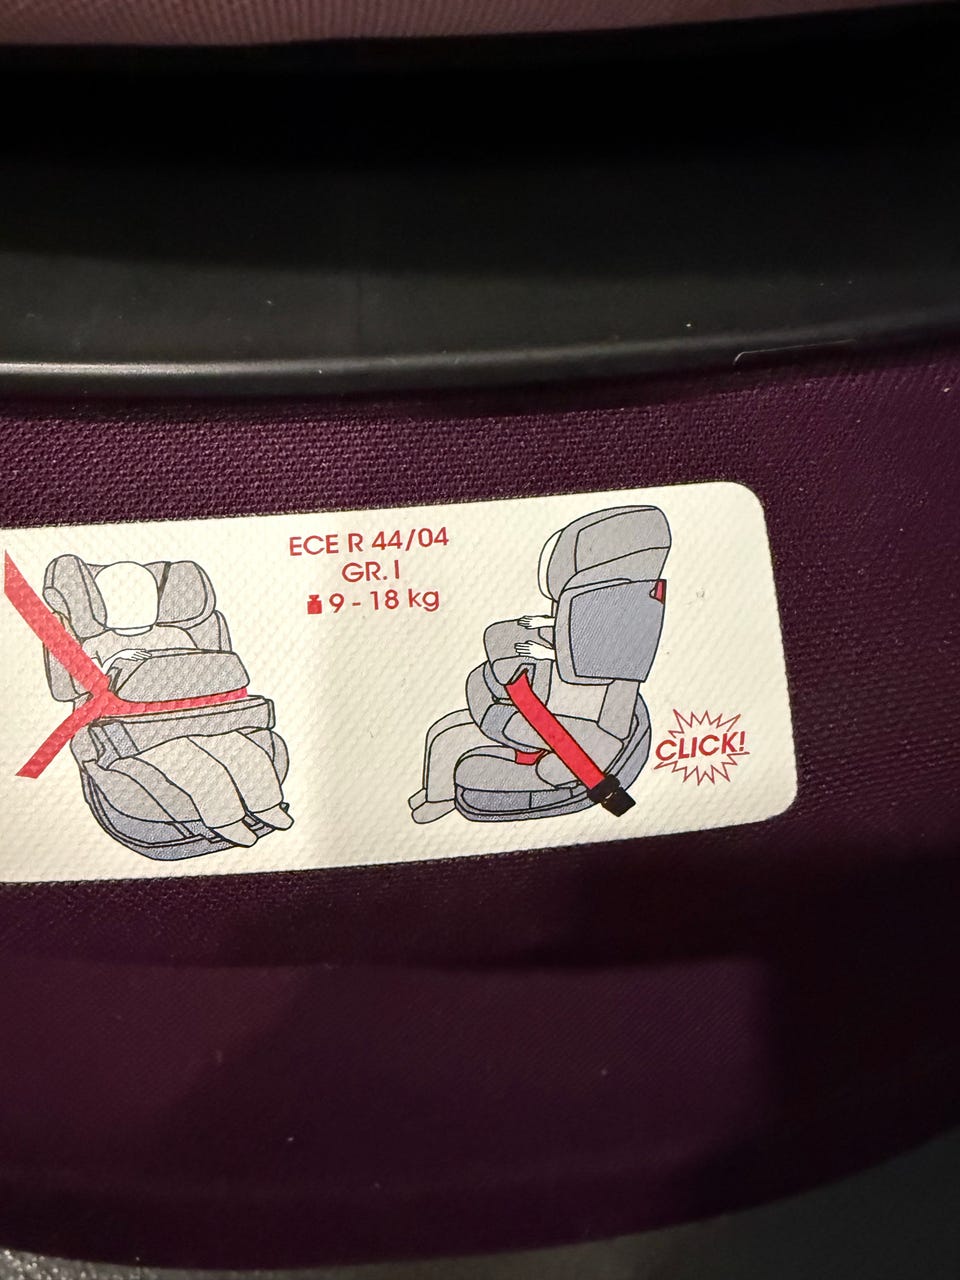 ECE R 44/04
GR. I
9 - 18 kg
CLICK!